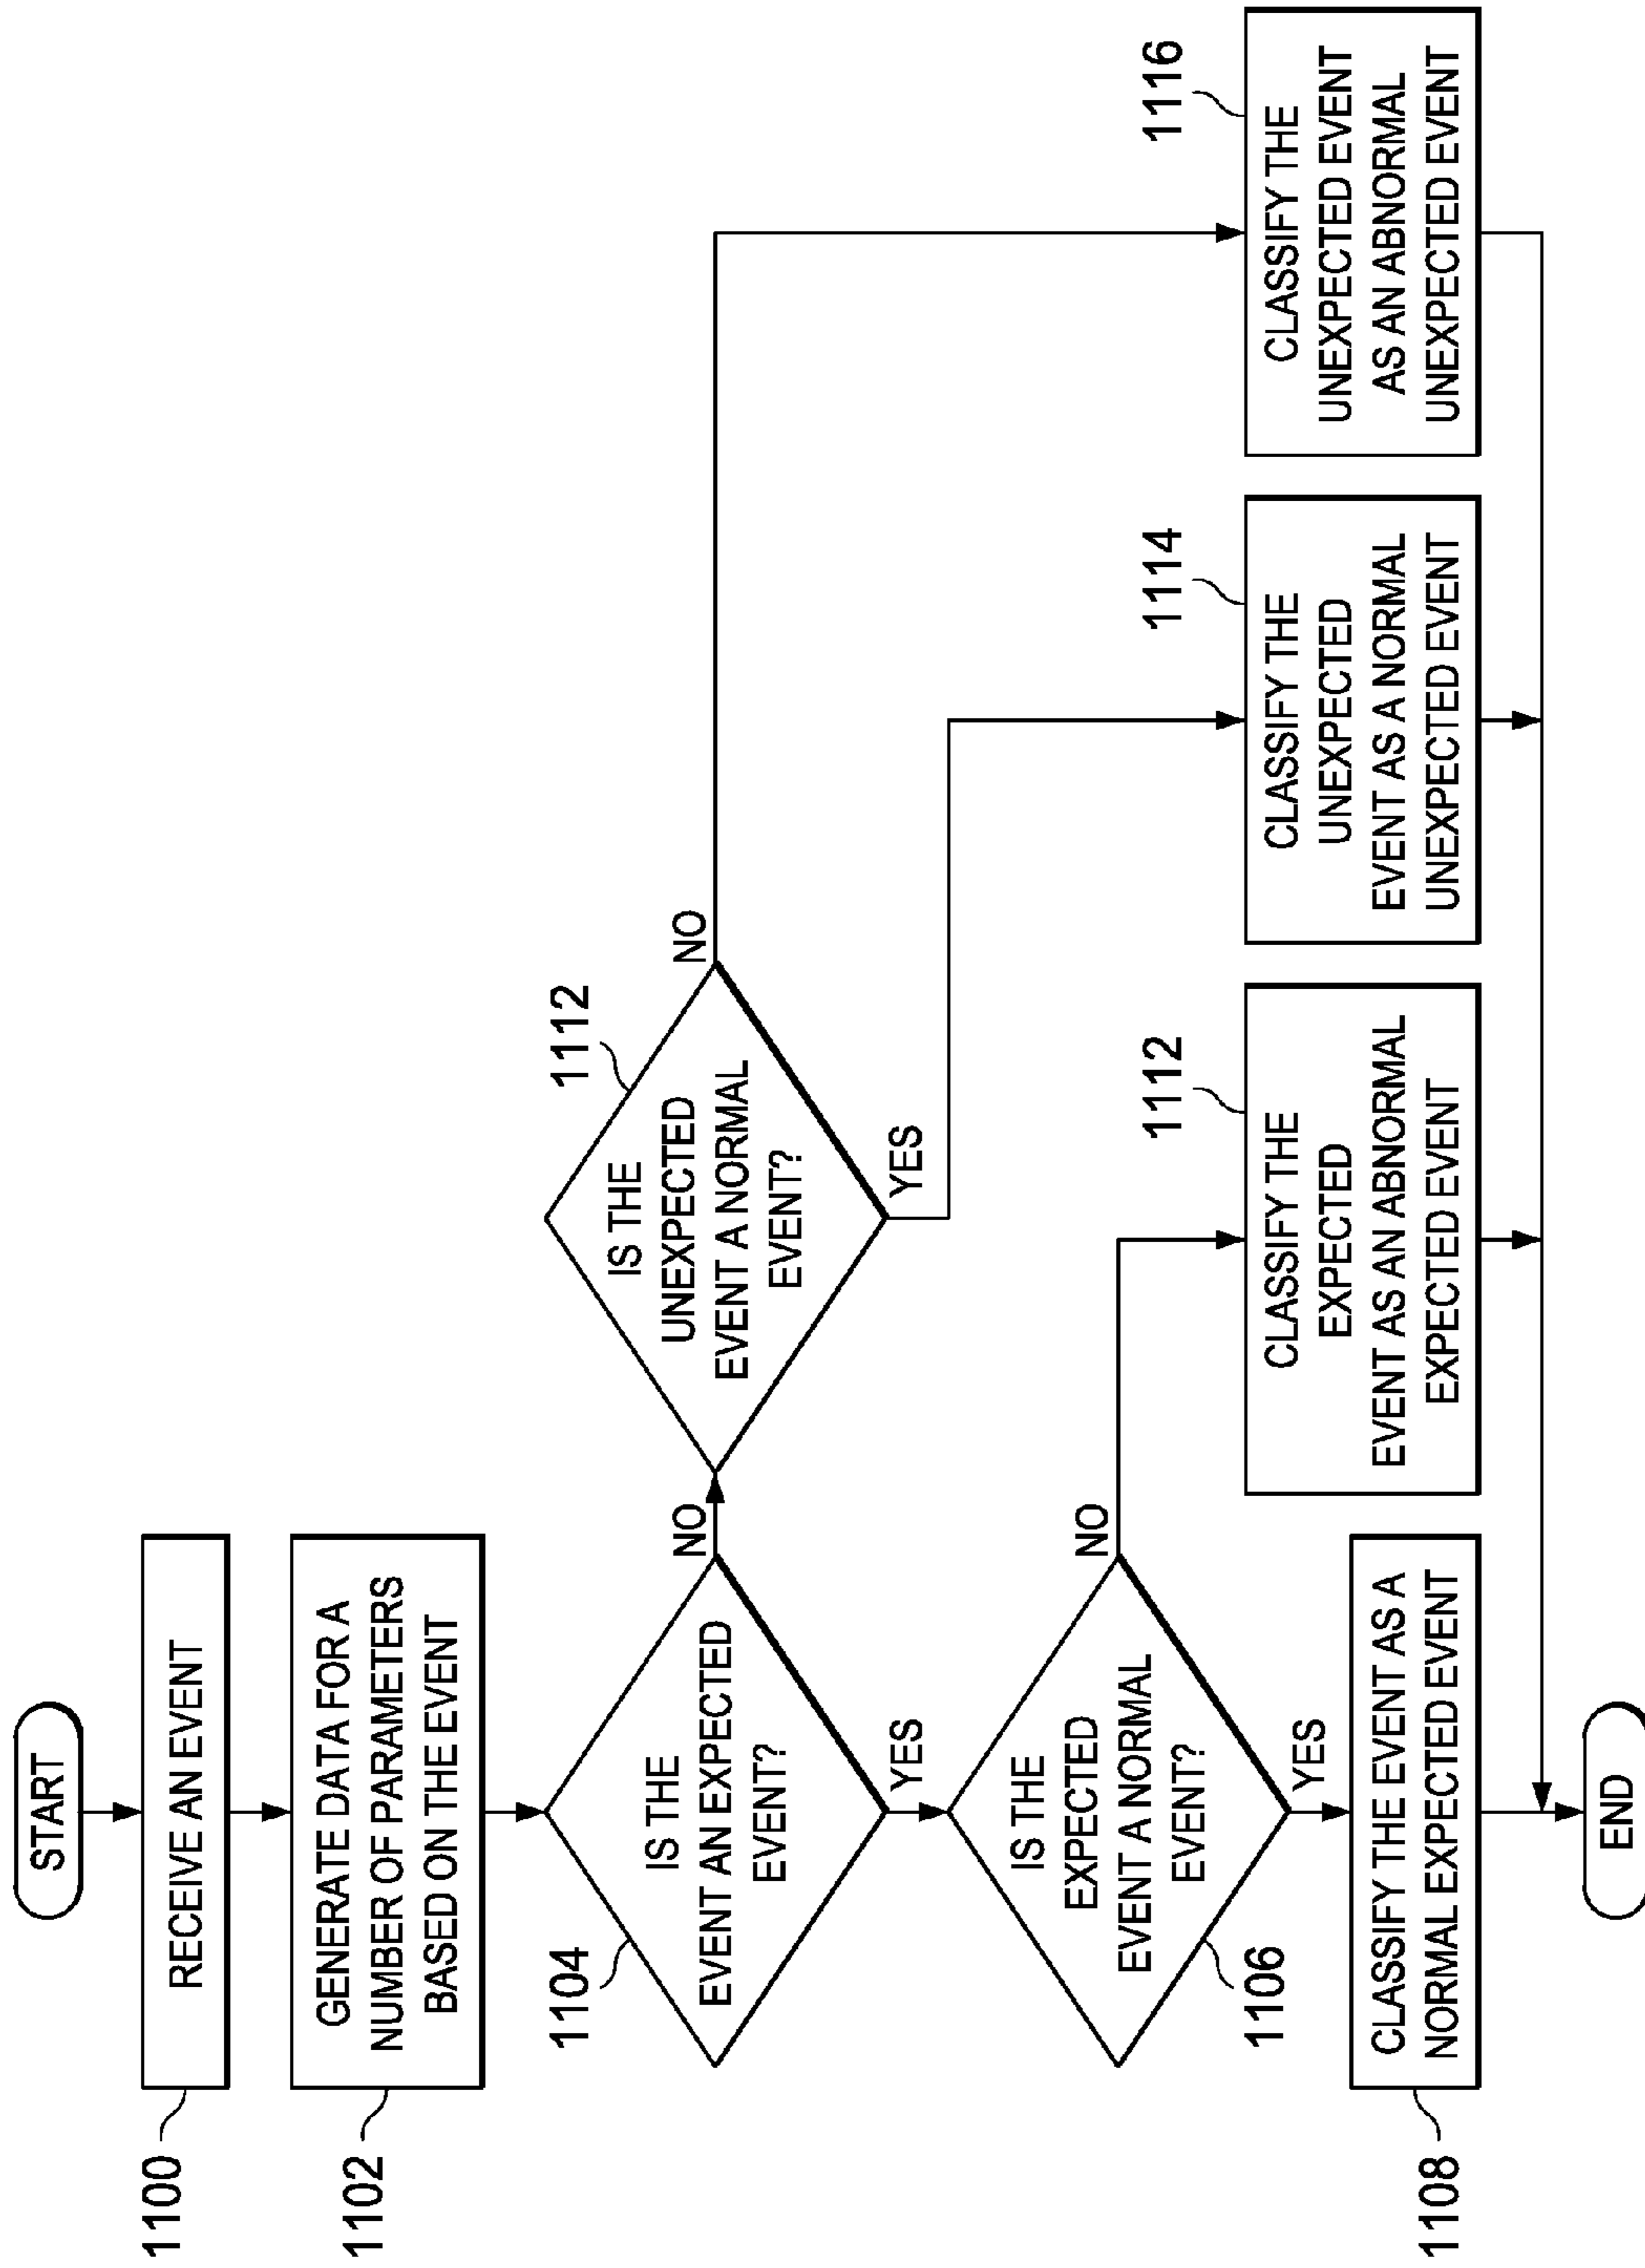 START
1100
RECEIVE AN EVENT
1102
GENERATE DATA FOR A
NUMBER OF PARAMETERS
BASED ON THE EVENT
1104
IS THE
EVENT AN EXPECTED
EVENT?
NO
YES
1112
IS THE
UNEXPECTED
EVENT A NORMAL
EVENT?
NO
YES
1106
IS THE
EXPECTED
EVENT A NORMAL
EVENT?
NO
YES
1108
CLASSIFY THE EVENT AS A
NORMAL EXPECTED EVENT
1112
CLASSIFY THE
EXPECTED
EVENT AS AN ABNORMAL
EXPECTED EVENT
1114
CLASSIFY THE
UNEXPECTED
EVENT AS A NORMAL
UNEXPECTED EVENT
1116
CLASSIFY THE
UNEXPECTED EVENT
AS AN ABNORMAL
UNEXPECTED EVENT
END